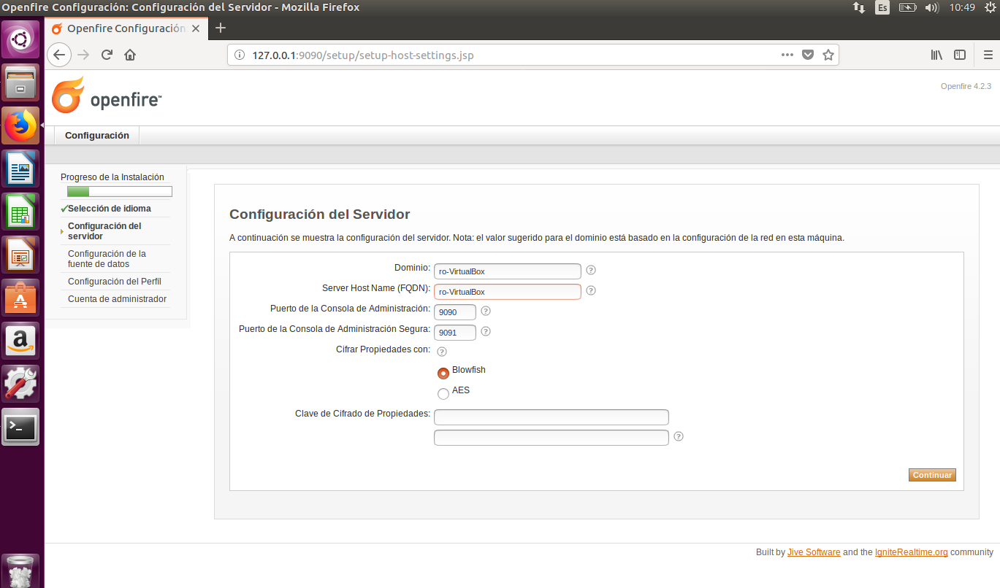 Openfire Configuración: Configuración del Servidor - Mozilla Firefox
Es
10:49
Openfire Configuración
127.0.0.1:9090/setup/setup-host-settings.jsp
openfire™
Openfire 4.2.3
Configuración
Progreso de la Instalación
Selección de idioma
Configuración del
servidor
Configuración de la
fuente de datos
Configuración del Perfíl
Cuenta de administrador
Configuración del Servidor
A continuación se muestra la configuración del servidor. Nota: el valor sugerido para el dominio está basado en la configuración de la red en esta máquina.
Dominio: ro-VirtualBox ?
Server Host Name (FQDN): ro-VirtualBox ?
Puerto de la Consola de Administración: 9090 ?
Puerto de la Consola de Administración Segura: 9091 ?
Cifrar Propiedades con: ?
Blowfish
AES
Clave de Cifrado de Propiedades:
?
Continuar
Built by Jive Software and the IgniteRealtime.org community